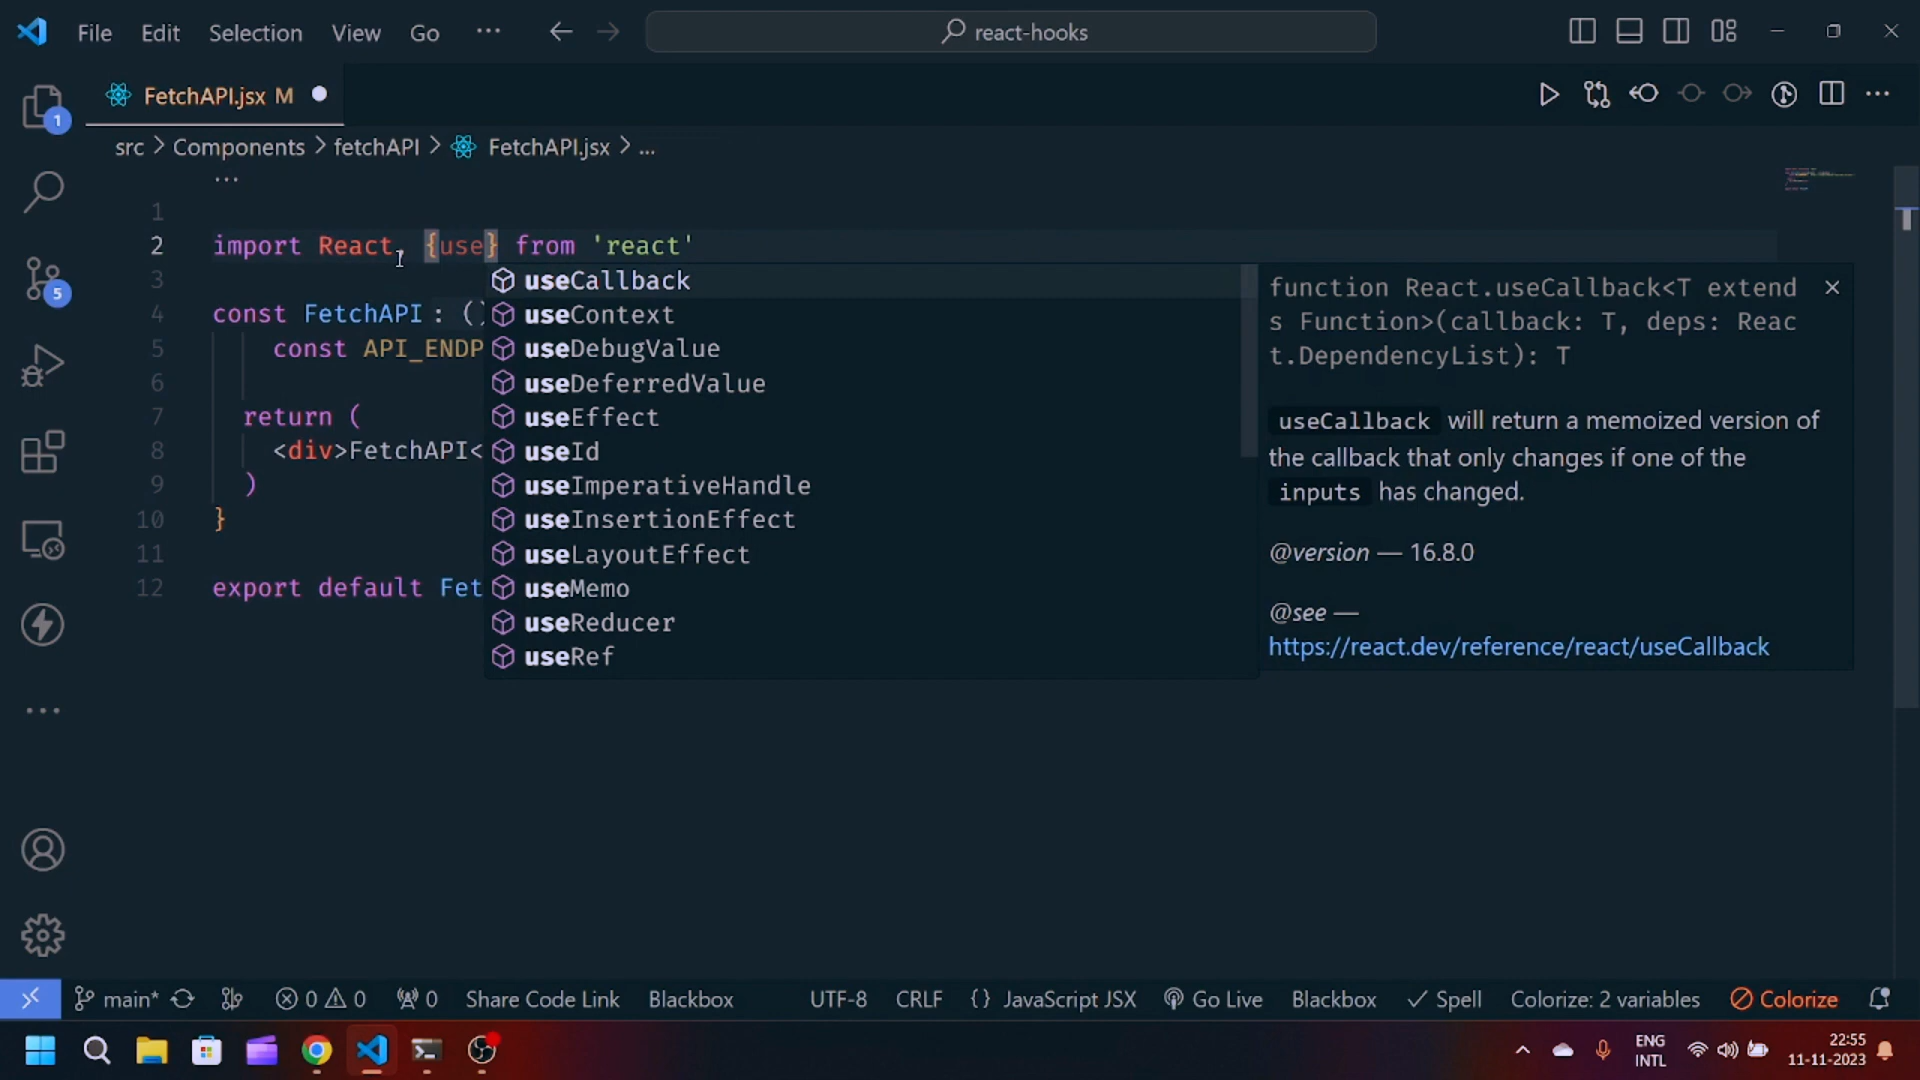 File Edit Selection View Go ··· react-hooks
FetchAPI.jsx M
1
src > Components > fetchAPI > FetchAPI.jsx > ...
...
1
2 import React, {use} from 'react'
3
4 const FetchAPI : ()
5 const API_ENDP
6
7 return (
8 <div>FetchAPI<
9 )
10 }
11
12 export default Fet
useCallback
useContext
useDebugValue
useDeferredValue
useEffect
useId
useImperativeHandle
useInsertionEffect
useLayoutEffect
useMemo
useReducer
useRef
function React.useCallback<T extend
s Function>(callback: T, deps: Reac
t.DependencyList): T
useCallback will return a memoized version of
the callback that only changes if one of the
inputs has changed.
@version — 16.8.0
@see —
https://react.dev/reference/react/useCallback
5
main* 0 0 0 Share Code Link Blackbox UTF-8 CRLF {} JavaScript JSX Go Live Blackbox Spell Colorize: 2 variables Colorize
ENG
INTL
22:55
11-11-2023